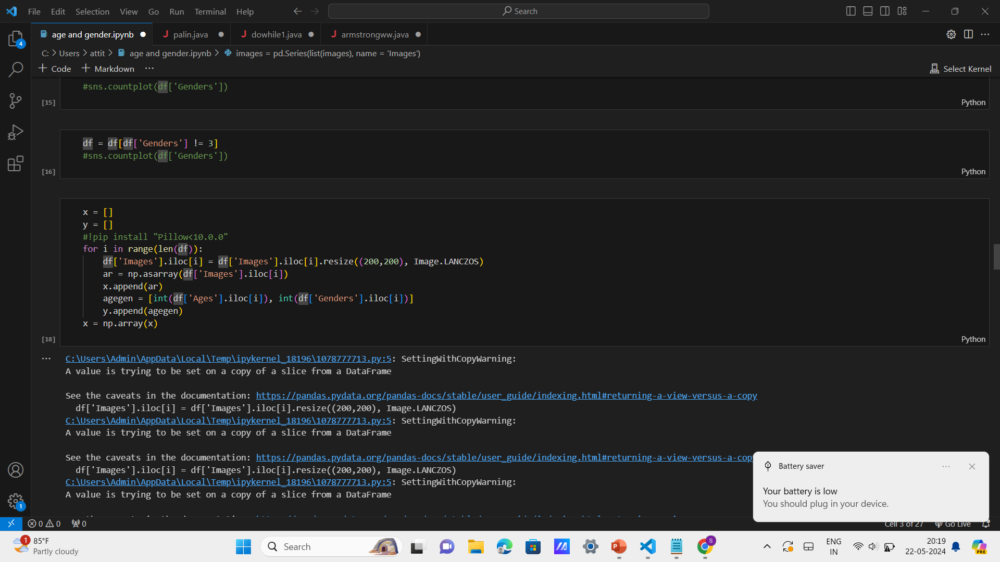 File Edit Selection View Go Run Terminal Help
Search
age and gender.ipynb
palin.java
dowhile1.java
armstrongww.java
4
C: > Users > attit > age and gender.ipynb > images = pd.Series(list(images), name = 'Images')
+ Code + Markdown ...
Select Kernel
#sns.countplot(df['Genders'])
[15]
Python
df = df[df['Genders'] != 3]
#sns.countplot(df['Genders'])
[16]
Python
x = []
y = []
#!pip install "Pillow<10.0.0"
for i in range(len(df)):
    df['Images'].iloc[i] = df['Images'].iloc[i].resize((200,200), Image.LANCZOS)
    ar = np.asarray(df['Images'].iloc[i])
    x.append(ar)
    agegen = [int(df['Ages'].iloc[i]), int(df['Genders'].iloc[i])]
    y.append(agegen)
x = np.array(x)
[18]
Python
C:\Users\Admin\AppData\Local\Temp\ipykernel_18196\1078777713.py:5: SettingWithCopyWarning:
A value is trying to be set on a copy of a slice from a DataFrame
See the caveats in the documentation: https://pandas.pydata.org/pandas-docs/stable/user_guide/indexing.html#returning-a-view-versus-a-copy
  df['Images'].iloc[i] = df['Images'].iloc[i].resize((200,200), Image.LANCZOS)
C:\Users\Admin\AppData\Local\Temp\ipykernel_18196\1078777713.py:5: SettingWithCopyWarning:
A value is trying to be set on a copy of a slice from a DataFrame
See the caveats in the documentation: https://pandas.pydata.org/pandas-docs/stable/user_guide/indexing.html#returning-a-view-versus-a-cop
  df['Images'].iloc[i] = df['Images'].iloc[i].resize((200,200), Image.LANCZOS)
C:\Users\Admin\AppData\Local\Temp\ipykernel_18196\1078777713.py:5: SettingWithCopyWarning:
A value is trying to be set on a copy of a slice from a DataFrame
Battery saver
Your battery is low
You should plug in your device.
1
0 0 0
Cell 3 of 27
Go Live
1
85°F
Partly cloudy
Search
S
ENG
IN
20:19
22-05-2024
PRE